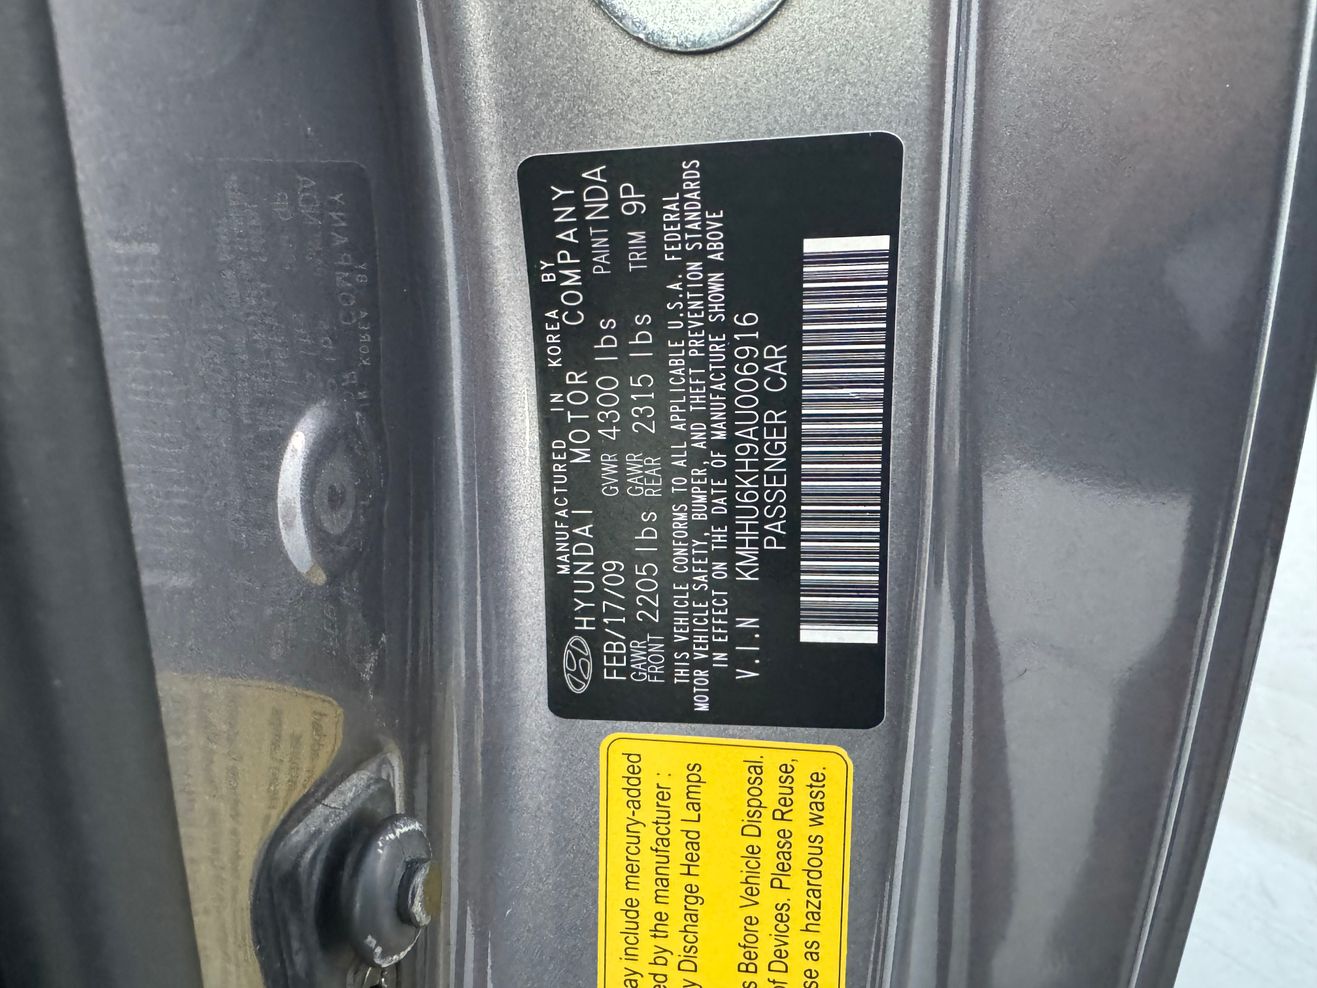 MANUFACTURED IN KOREA BY
HYUNDAI MOTOR COMPANY
FEB/17/09 GVWR 4300 lbs PAINT NDA
GAWR FRONT 2205 lbs GAWR REAR 2315 lbs TRIM 9P
THIS VEHICLE CONFORMS TO ALL APPLICABLE U.S.A. FEDERAL
MOTOR VEHICLE SAFETY, BUMPER, AND THEFT PREVENTION STANDARDS
IN EFFECT ON THE DATE OF MANUFACTURE SHOWN ABOVE
V.I.N KMHHU6KH9AU006916
PASSENGER CAR
ay include mercury-added
ed by the manufacturer :
y Discharge Head Lamps
s Before Vehicle Disposal.
of Devices. Please Reuse,
se as hazardous waste.